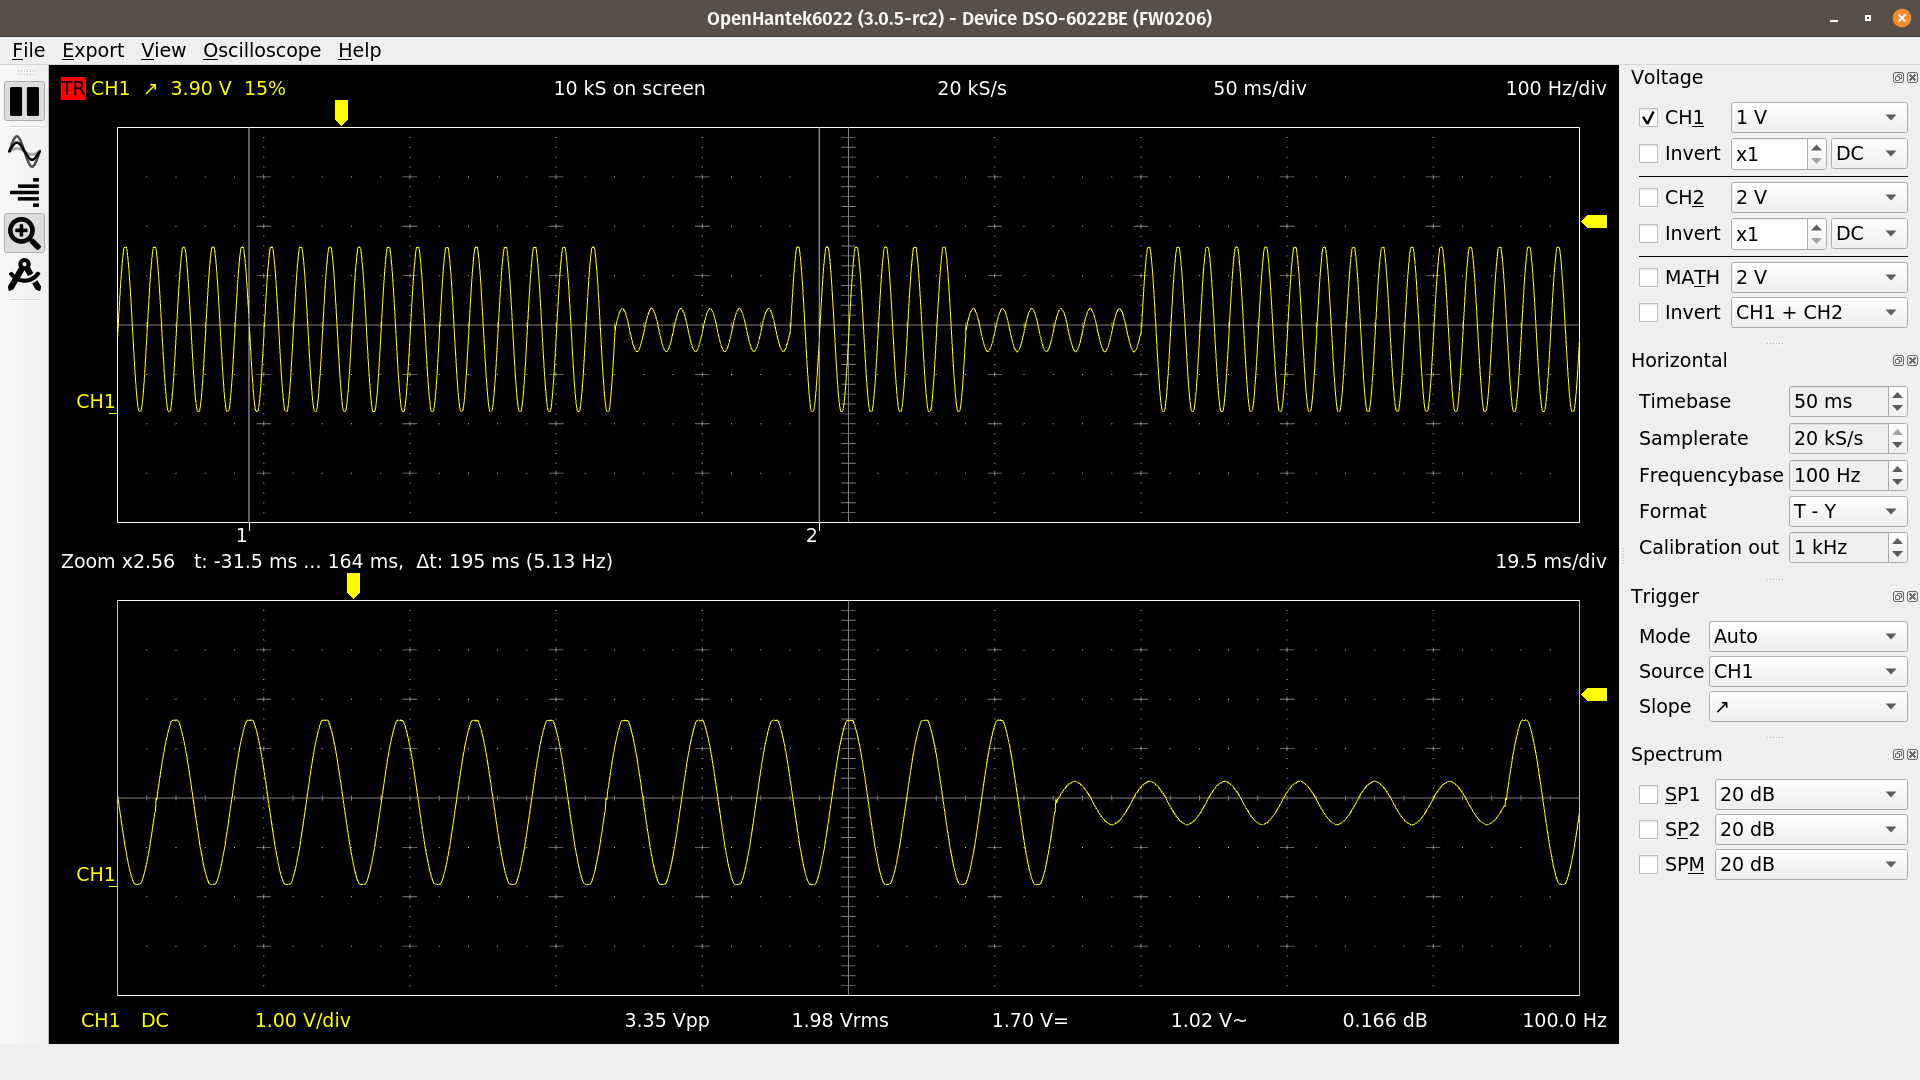 OpenHantek6022 (3.0.5-rc2) - Device DSO-6022BE (FW0206)
File Export View Oscilloscope Help
TR CH1 ↗ 3.90 V 15% 10 kS on screen 20 kS/s 50 ms/div 100 Hz/div
CH1
1 2
Zoom x2.56 t: -31.5 ms ... 164 ms, Δt: 195 ms (5.13 Hz) 19.5 ms/div
CH1
CH1 DC 1.00 V/div 3.35 Vpp 1.98 Vrms 1.70 V= 1.02 V~ 0.166 dB 100.0 Hz
Voltage
CH1 1 V
Invert x1 DC
CH2 2 V
Invert x1 DC
MATH 2 V
Invert CH1 + CH2
Horizontal
Timebase 50 ms
Samplerate 20 kS/s
Frequencybase 100 Hz
Format T - Y
Calibration out 1 kHz
Trigger
Mode Auto
Source CH1
Slope ↗
Spectrum
SP1 20 dB
SP2 20 dB
SPM 20 dB